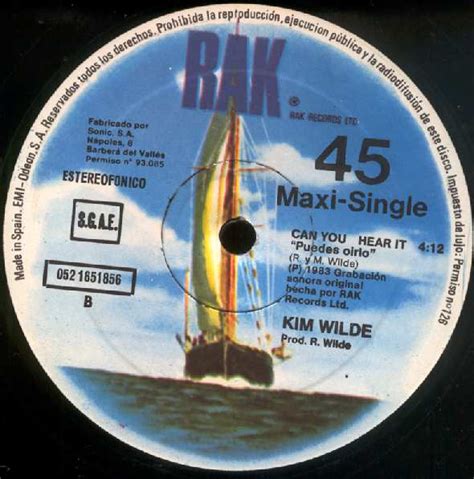 Made in Spain. EMI-Odeon, S.A. Reservados todos los derechos. Prohibida la reproducción, ejecucion pública y la radiodifusión de este disco. Impuesto de lujo: Permiso nº 126
RAK
®
RAK RECORDS LTD.
Fabricado por
Sonic, S.A.
Napoles, 6
Barberá del Vallés
Permiso nº 93.085
ESTEREOFONICO
S.G.A.E.
052 1651856
B
45
Maxi-Single
CAN YOU HEAR IT 4:12
"Puedes oirlo"
(R. y M. Wilde)
(P) 1983 Grabación
sonora original
hecha por RAK
Records Ltd.
KIM WILDE
Prod. R. Wilde